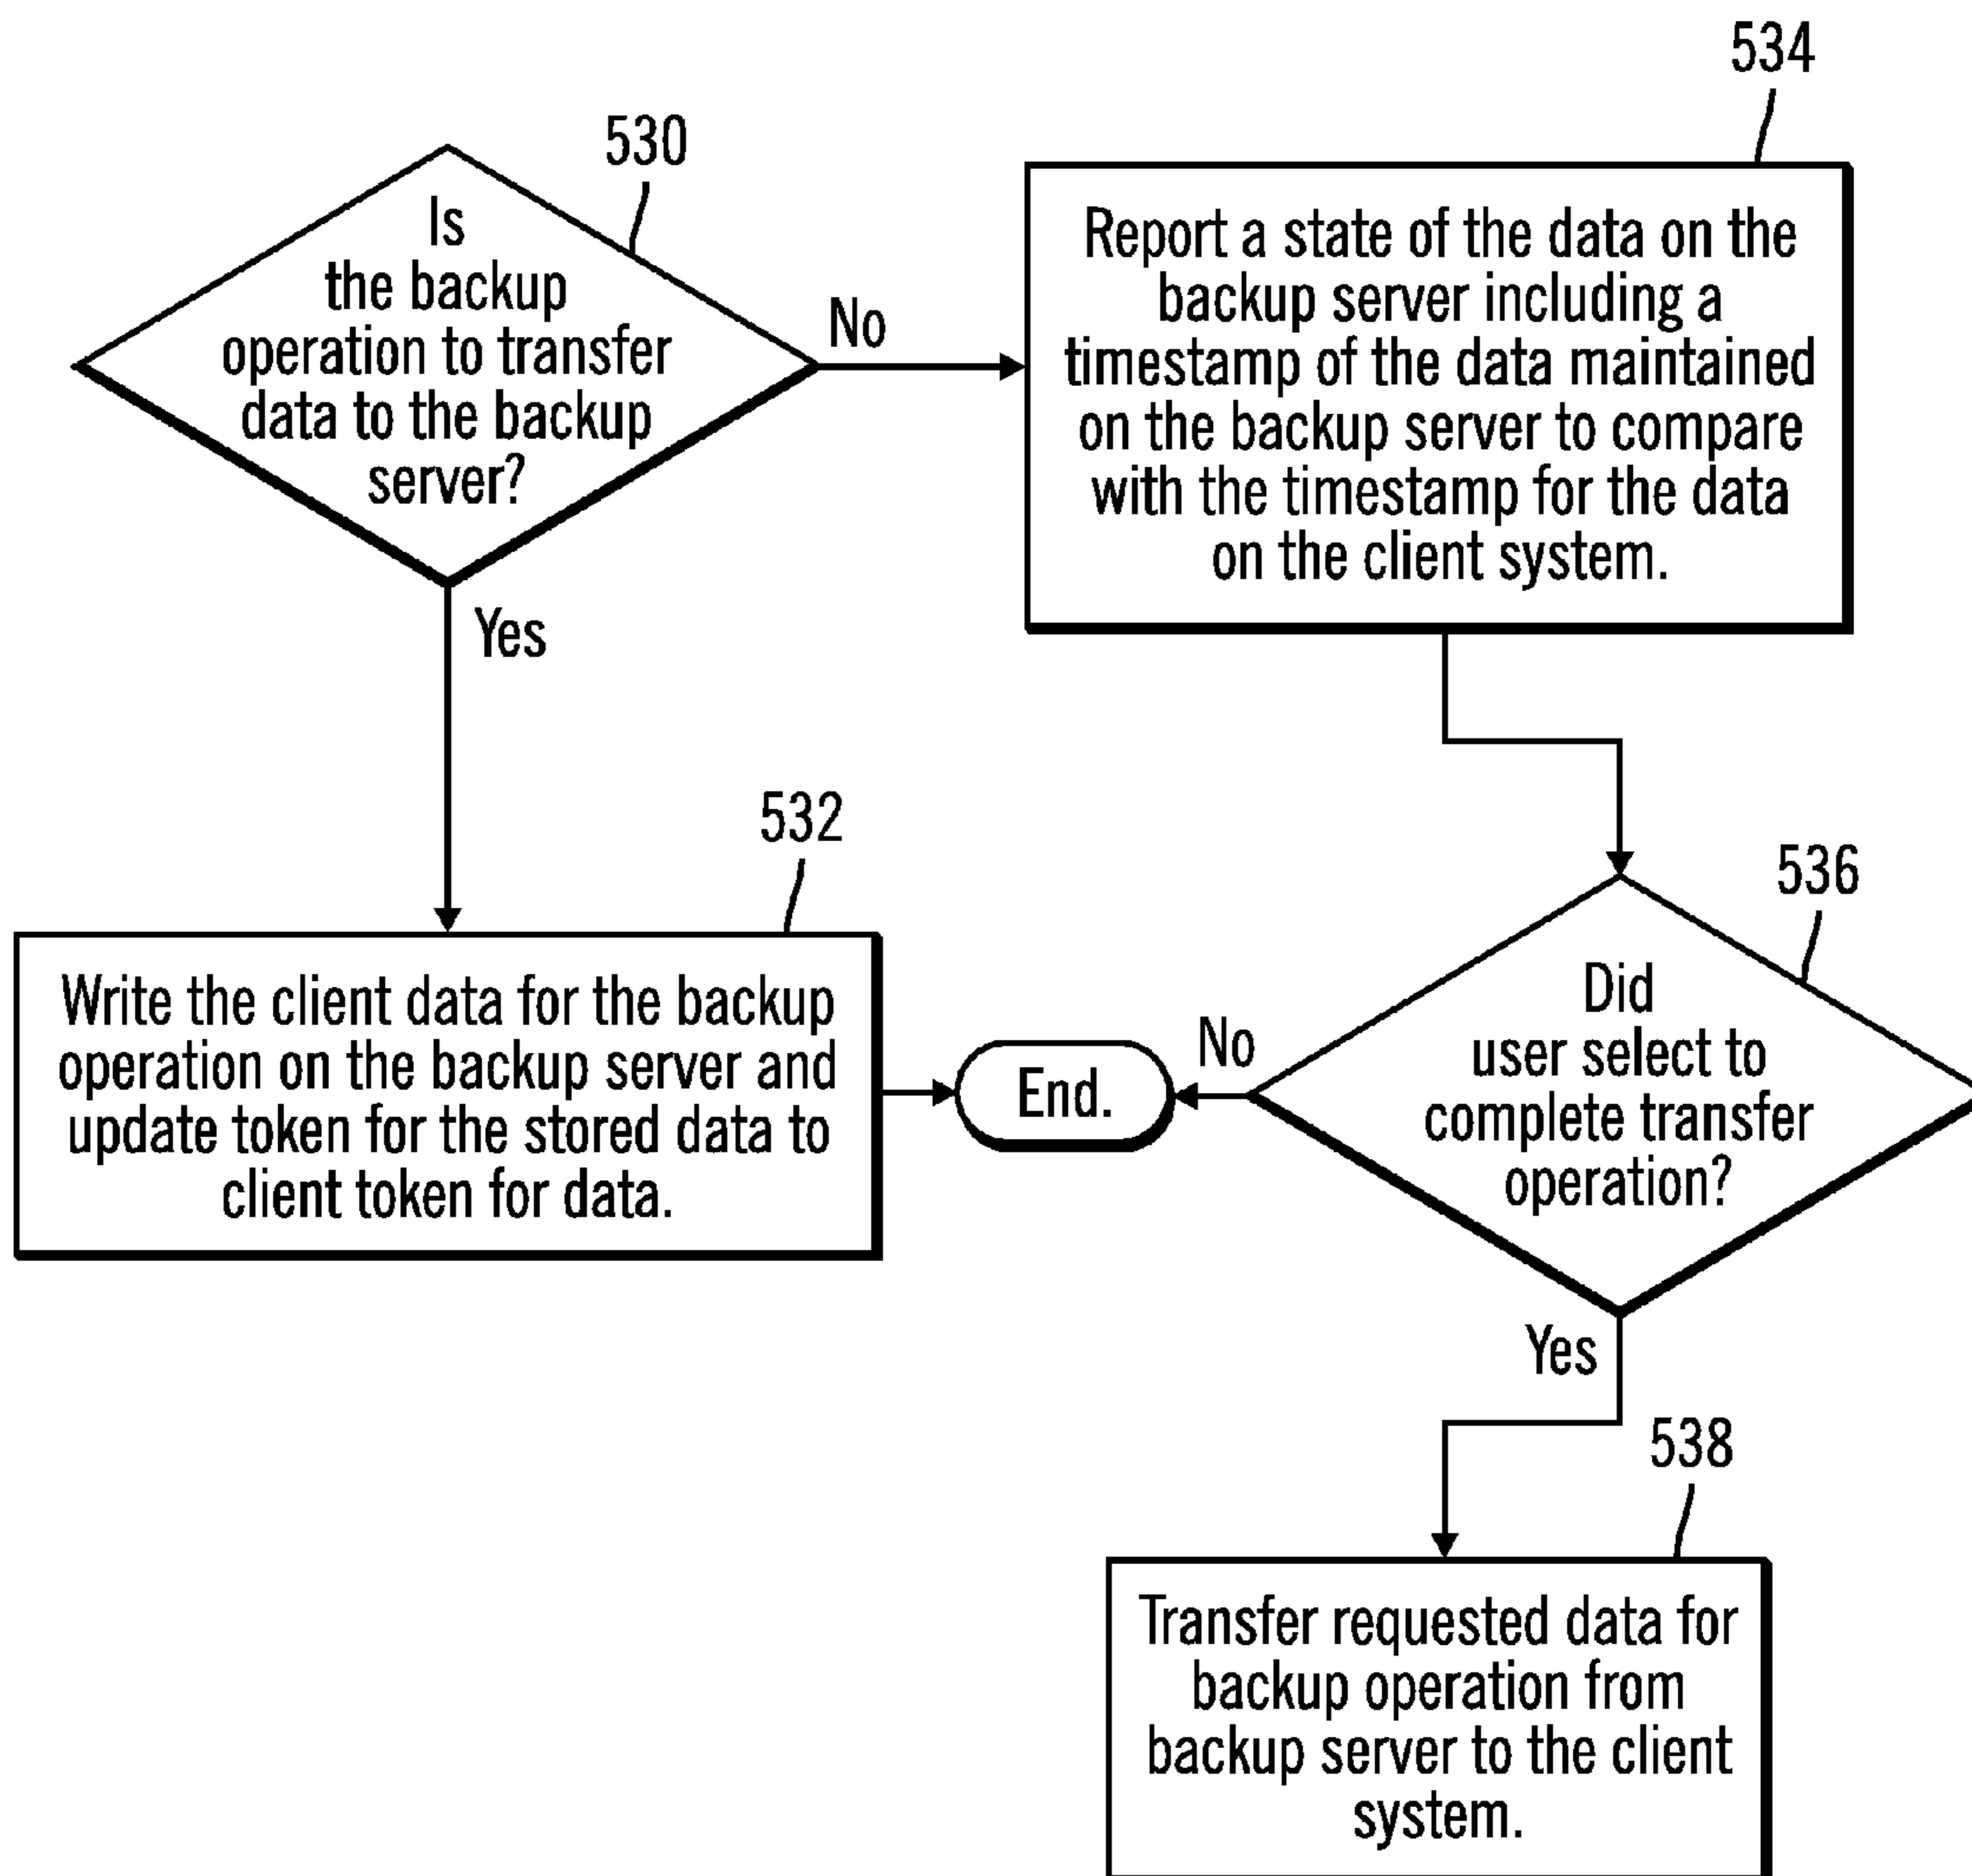 530
Is
the backup
operation to transfer
data to the backup
server?
No
Yes
534
Report a state of the data on the
backup server including a
timestamp of the data maintained
on the backup server to compare
with the timestamp for the data
on the client system.
532
Write the client data for the backup
operation on the backup server and
update token for the stored data to
client token for data.
End.
536
Did
user select to
complete transfer
operation?
No
Yes
538
Transfer requested data for
backup operation from
backup server to the client
system.